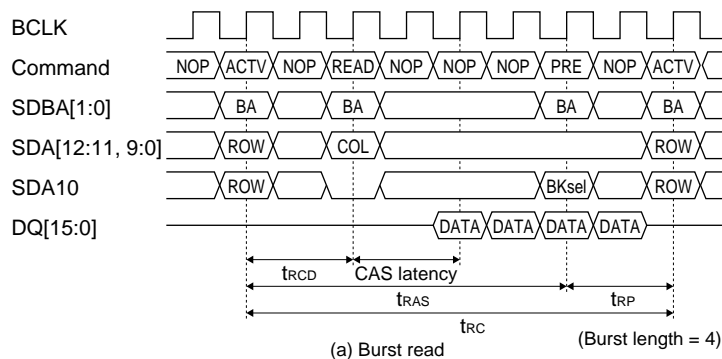 BCLK
Command NOP ACTV NOP READ NOP NOP NOP PRE NOP ACTV
SDBA[1:0] BA BA BA BA
SDA[12:11, 9:0] ROW COL ROW
SDA10 ROW BKsel ROW
DQ[15:0] DATA DATA DATA DATA
tRCD CAS latency
tRAS tRP
tRC
(a) Burst read (Burst length = 4)